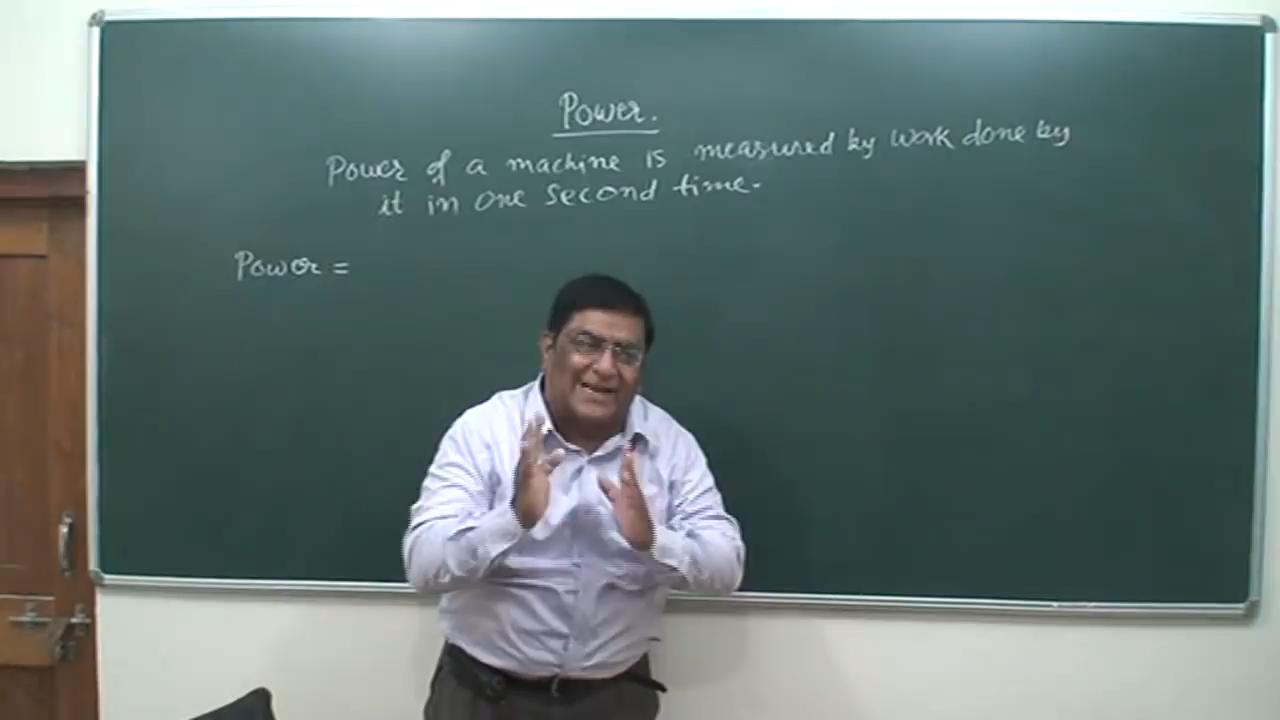 Power.
Power of a machine is measured by work done by
it in one second time.
Power =